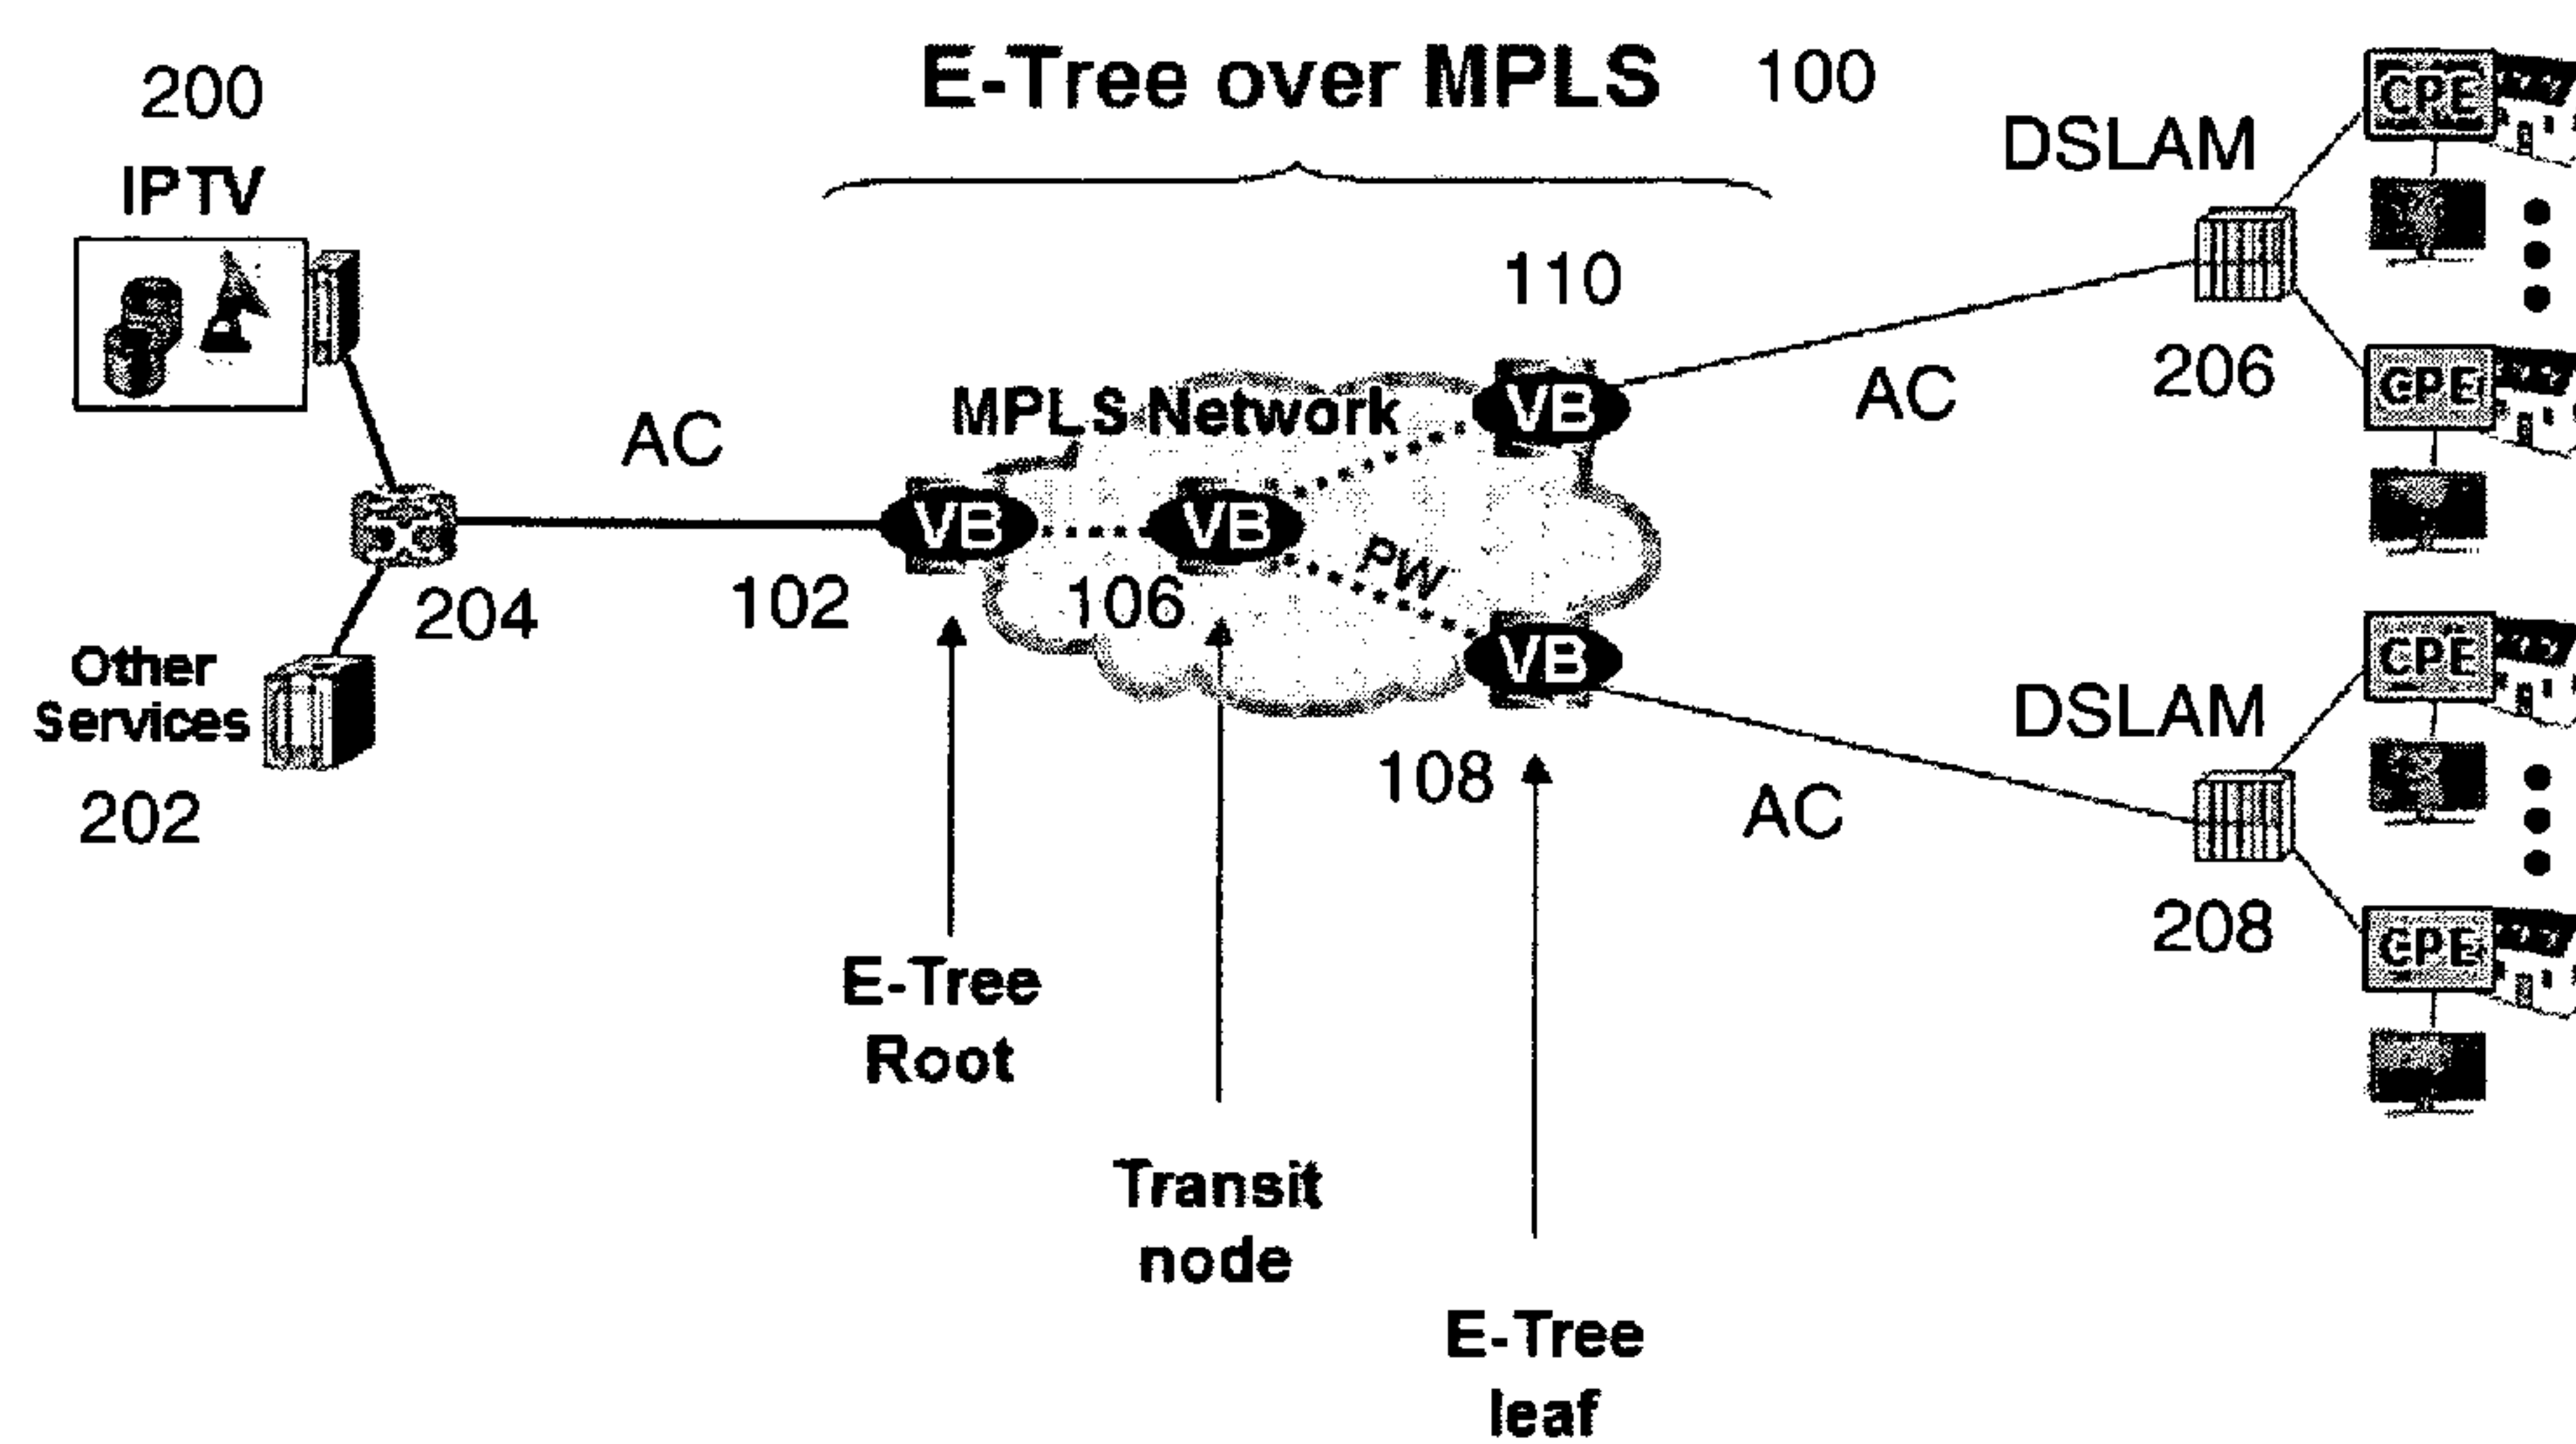 E-Tree over MPLS 100
200
IPTV
DSLAM
CPE
110
206
CPE
AC
AC
MPLS Network
VB
VB
VB
PW
VB
102
106
204
Other
Services
202
108
CPE
DSLAM
AC
208
CPE
E-Tree
Root
Transit
node
E-Tree
leaf